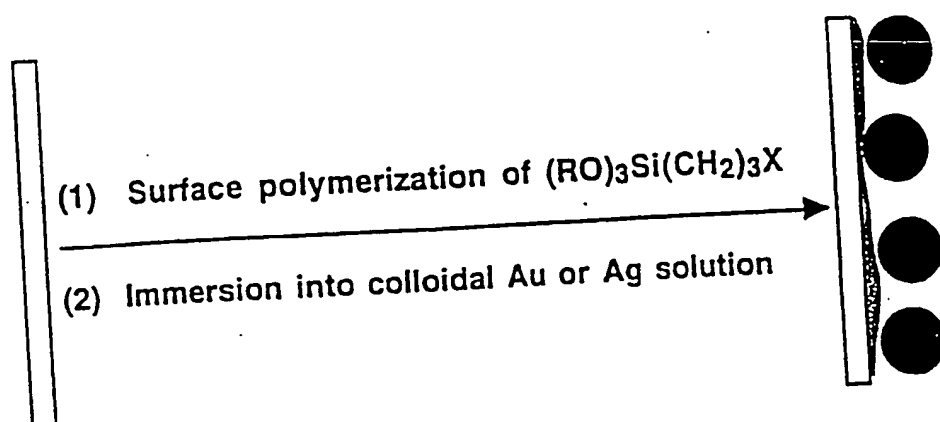 (1) Surface polymerization of (RO)₃Si(CH₂)₃X
(2) Immersion into colloidal Au or Ag solution